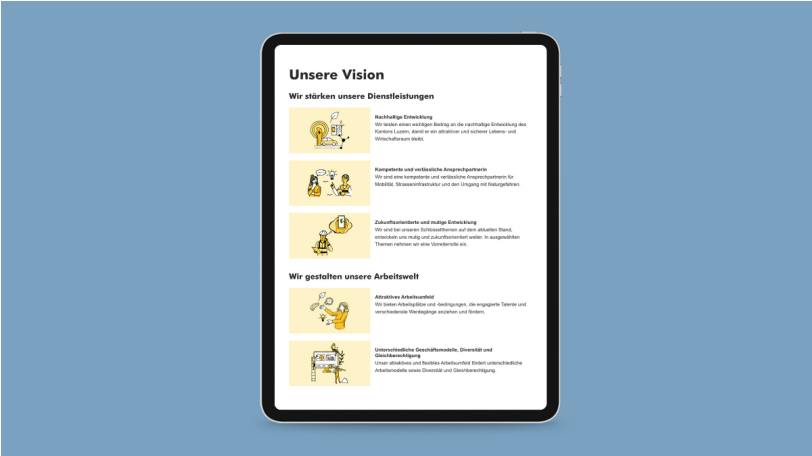 Unsere Vision
Wir stärken unsere Dienstleistungen
Nachhaltige Entwicklung
Wir leisten einen wichtigen Beitrag an die nachhaltige Entwicklung des
Kantons Luzern, damit er ein attraktiver und sicherer Lebens- und
Wirtschaftsraum bleibt.
Kompetente und verlässliche Ansprechpartnerin
Wir sind eine kompetente und verlässliche Ansprechpartnerin für
Mobilität, Strasseninfrastruktur und den Umgang mit Naturgefahren.
Zukunftsorientierte und mutige Entwicklung
Wir sind bei unseren Schlüsselthemen auf dem aktuellen Stand,
entwickeln uns mutig und zukunftsorientiert weiter. In ausgewählten
Themen nehmen wir eine Vorreiterrolle ein.
Wir gestalten unsere Arbeitswelt
Attraktives Arbeitsumfeld
Wir bieten Arbeitsplätze und -bedingungen, die engagierte Talente und
verschiedenste Werdegänge anziehen und fördern.
Unterschiedliche Geschäftsmodelle, Diversität und
Gleichberechtigung
Unser attraktives und flexibles Arbeitsumfeld fördert unterschiedliche
Arbeitsmodelle sowie Diversität und Gleichberechtigung.